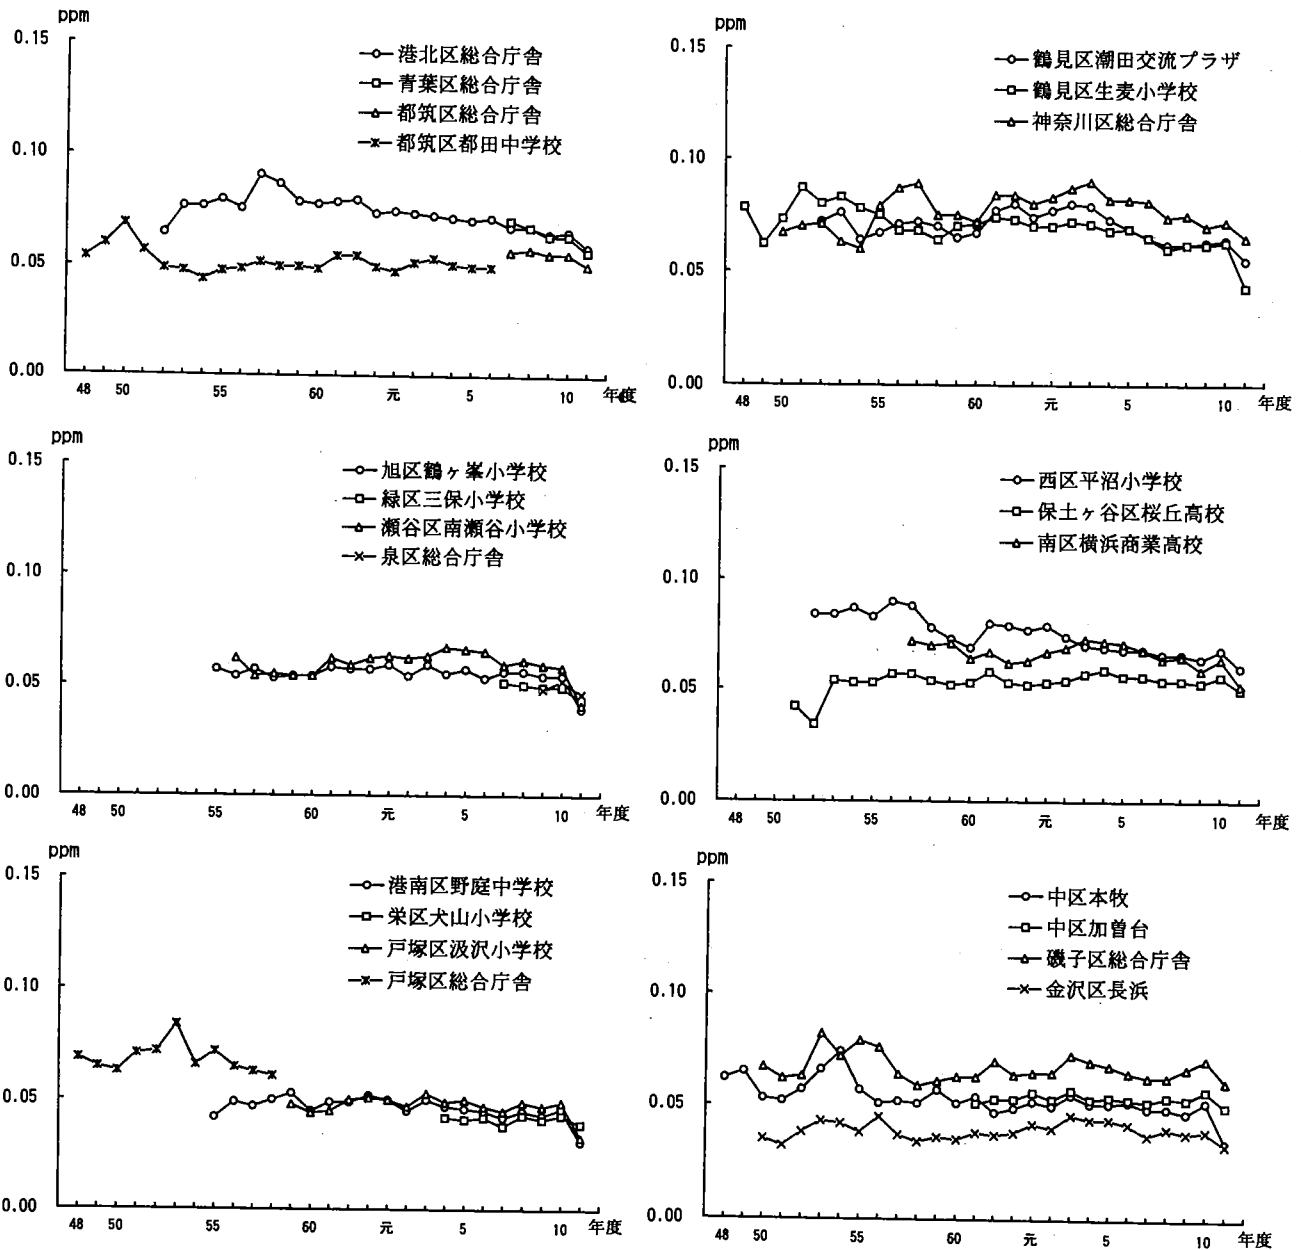 ppm
0.15
0.10
0.05
0.00
港北区総合庁舎
青葉区総合庁舎
都筑区総合庁舎
都筑区都田中学校
48 50 55 60 元 5 10 年度
ppm
0.15
0.10
0.05
0.00
鶴見区潮田交流プラザ
鶴見区生麦小学校
神奈川区総合庁舎
48 50 55 60 元 5 10 年度
ppm
0.15
0.10
0.05
0.00
旭区鶴ヶ峯小学校
緑区三保小学校
瀬谷区南瀬谷小学校
泉区総合庁舎
48 50 55 60 元 5 10 年度
ppm
0.15
0.10
0.05
0.00
西区平沼小学校
保土ヶ谷区桜丘高校
南区横浜商業高校
48 50 55 60 元 5 10 年度
ppm
0.15
0.10
0.05
0.00
港南区野庭中学校
栄区犬山小学校
戸塚区汲沢小学校
戸塚区総合庁舎
48 50 55 60 元 5 10 年度
ppm
0.15
0.10
0.05
0.00
中区本牧
中区加曽台
磯子区総合庁舎
金沢区長浜
48 50 55 60 元 5 10 年度